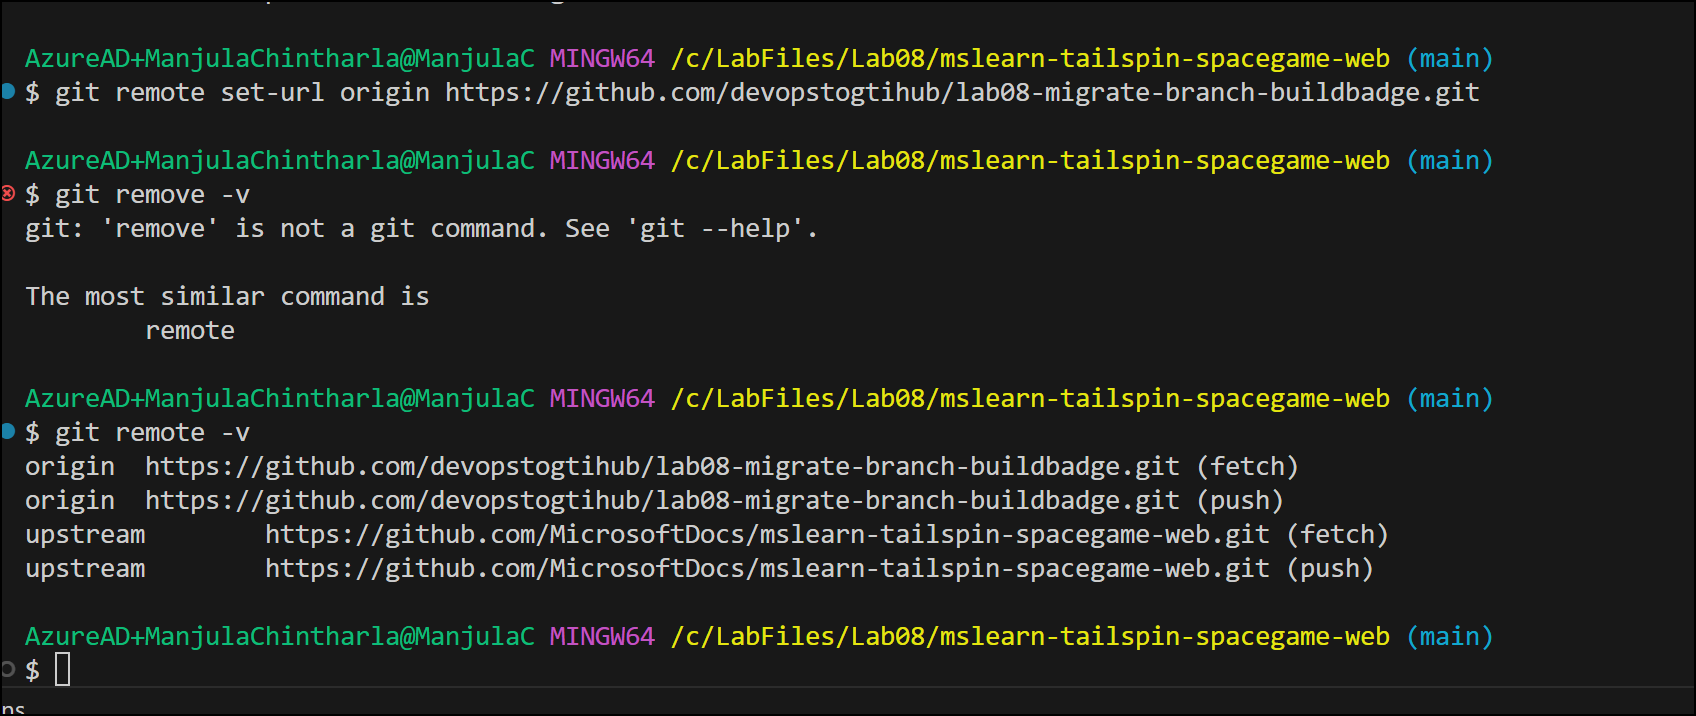 AzureAD+ManjulaChintharla@ManjulaC MINGW64 /c/LabFiles/Lab08/mslearn-tailspin-spacegame-web (main)
$ git remote set-url origin https://github.com/devopstogtihub/lab08-migrate-branch-buildbadge.git
AzureAD+ManjulaChintharla@ManjulaC MINGW64 /c/LabFiles/Lab08/mslearn-tailspin-spacegame-web (main)
$ git remove -v
git: 'remove' is not a git command. See 'git --help'.
The most similar command is
remote
AzureAD+ManjulaChintharla@ManjulaC MINGW64 /c/LabFiles/Lab08/mslearn-tailspin-spacegame-web (main)
$ git remote -v
origin  https://github.com/devopstogtihub/lab08-migrate-branch-buildbadge.git (fetch)
origin  https://github.com/devopstogtihub/lab08-migrate-branch-buildbadge.git (push)
upstream        https://github.com/MicrosoftDocs/mslearn-tailspin-spacegame-web.git (fetch)
upstream        https://github.com/MicrosoftDocs/mslearn-tailspin-spacegame-web.git (push)
AzureAD+ManjulaChintharla@ManjulaC MINGW64 /c/LabFiles/Lab08/mslearn-tailspin-spacegame-web (main)
$